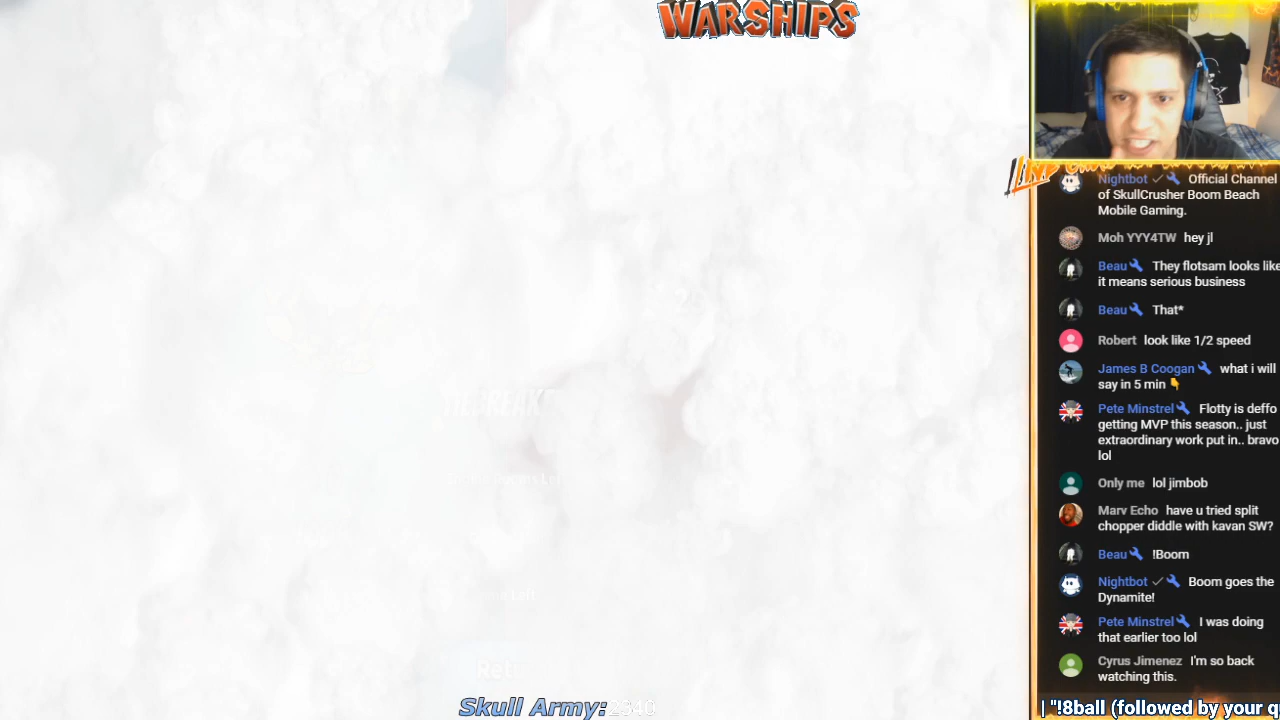 WARSHIPS
LIVE
Nightbot Official Channel
of SkullCrusher Boom Beach
Mobile Gaming.
Moh YYY4TW hey jl
Beau They flotsam looks like
it means serious business
Beau That*
Robert look like 1/2 speed
James B Coogan what i will
say in 5 min 👇
Pete Minstrel Flotty is deffo
getting MVP this season.. just
extraordinary work put in.. bravo
lol
Only me lol jimbob
Marv Echo have u tried split
chopper diddle with kavan SW?
Beau !Boom
Nightbot Boom goes the
Dynamite!
Pete Minstrel I was doing
that earlier too lol
Cyrus Jimenez I'm so back
watching this.
Skull Army: 2340
| "!8ball (followed by your q